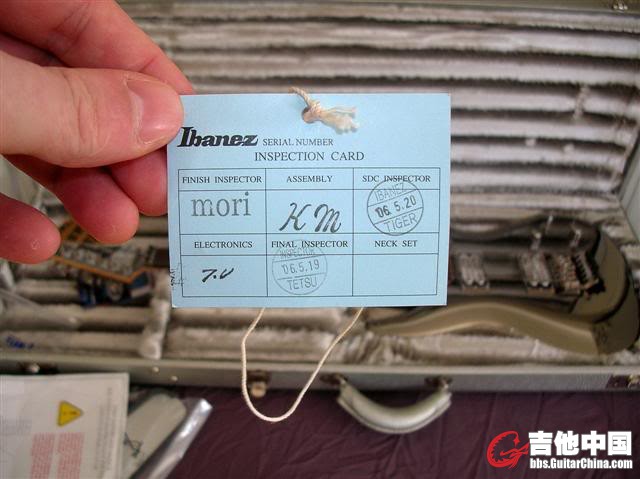 Ibanez SERIAL NUMBER
INSPECTION CARD
FINISH INSPECTOR ASSEMBLY SDC INSPECTOR
mori KM IBANEZ
'06.5.20
TIGER
ELECTRONICS FINAL INSPECTOR NECK SET
T.U INSPECTOR
'06.5.19
TETSU
吉他中国
bbs.GuitarChina.com